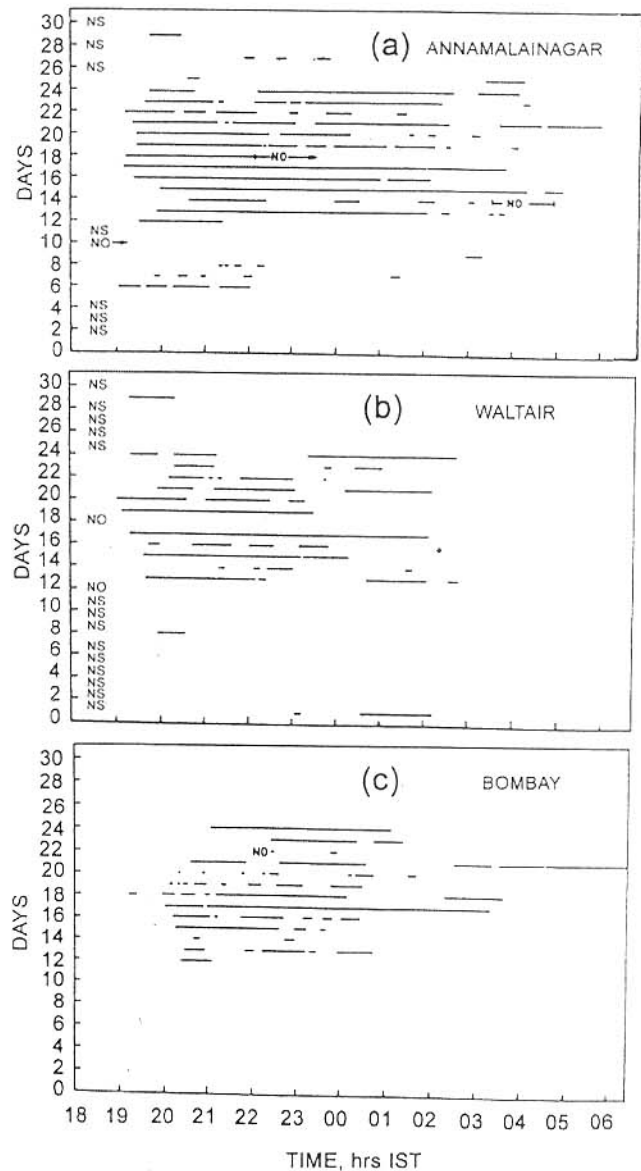 (a) ANNAMALAINAGAR
DAYS
30 NS
28 NS
26 NS
24
22
20
18 NO
16
14 NO
12
NS
10 NO
8
6
4 NS
NS
2 NS
0
(b) WALTAIR
DAYS
30 NS
28 NS
NS
26 NS
NS
24
22
20
18 NO
16
14
12 NO
NS
10 NS
NS
8
NS
6 NS
NS
4 NS
NS
2 NS
0
(c) BOMBAY
DAYS
30
28
26
24
22 NO
20
18
16
14
12
10
8
6
4
2
0
18 19 20 21 22 23 00 01 02 03 04 05 06
TIME, hrs IST